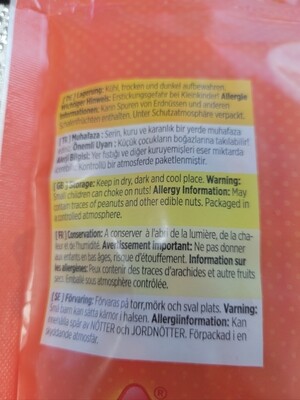 [DE] Lagerung: Kühl, trocken und dunkel aufbewahren.
Wichtiger Hinweis: Erstickungsgefahr bei Kleinkinder! Allergie
Informationen: Kann Spuren von Erdnüssen und anderen
Schalenfrüchten enthalten. Unter Schutzatmosphäre verpackt.
[TR] Muhafaza : Serin, kuru ve karanlık bir yerde muhafaza
Önemli Uyarı : Küçük çocukların boğazlarına takılabilir!
Alerji Bilgisi: Yer fıstığı ve diğer kuruyemişleri eser miktarda
Kontrollü bir atmosferde paketlenmiştir.
[GB] Storage: Keep in dry, dark and cool place. Warning:
Small children can choke on nuts! Allergy Information: May
contain traces of peanuts and other edible nuts. Packaged in
a controlled atmosphere.
[FR] Conservation: A conserver à l'abri de la lumière, de la cha-
leur et de l'humidité. Avertissement important: Ne pas donner
aux enfants en bas âges, risque d'étouffement. Information sur
les allergènes: Peux contenir des traces d'arachides et autre fruits
secs. Emballé sous atmosphère contrôlée.
[SE] Förvaring: Förvaras på torr,mörk och sval plats. Varning:
Små barn kan sätta kärnor i halsen. Allergiinformation: Kan
innehålla spår av NÖTTER och JORDNÖTTER. Förpackad i en
skyddande atmosfär.
®